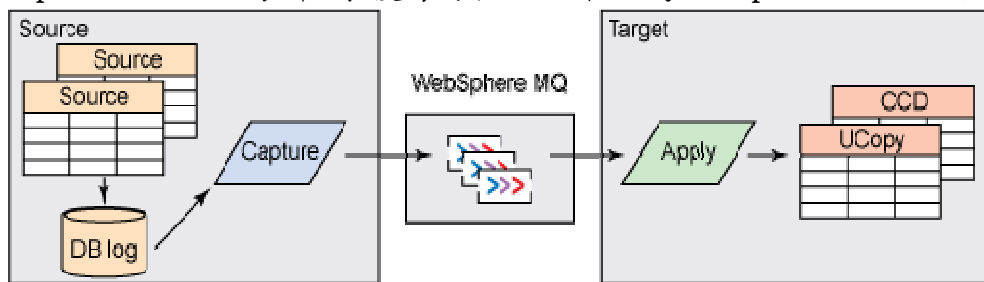 Source
Source
Source
Capture
DB log
WebSphere MQ
Target
Apply
CCD
UCopy